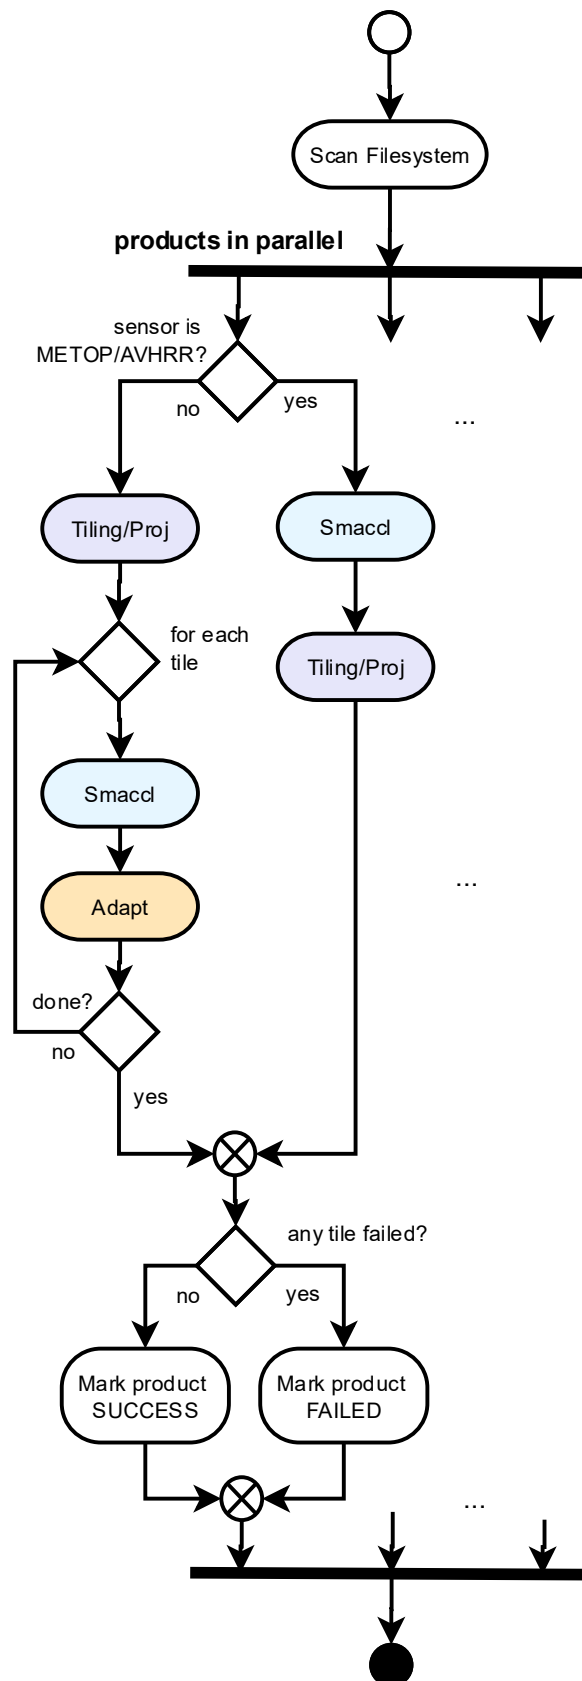 Scan Filesystem
products in parallel
sensor is
METOP/AVHRR?
no
yes
...
Tiling/Proj
Smaccl
for each
tile
Tiling/Proj
Smaccl
...
Adapt
done?
no
yes
any tile failed?
no
yes
Mark product
SUCCESS
Mark product
FAILED
...